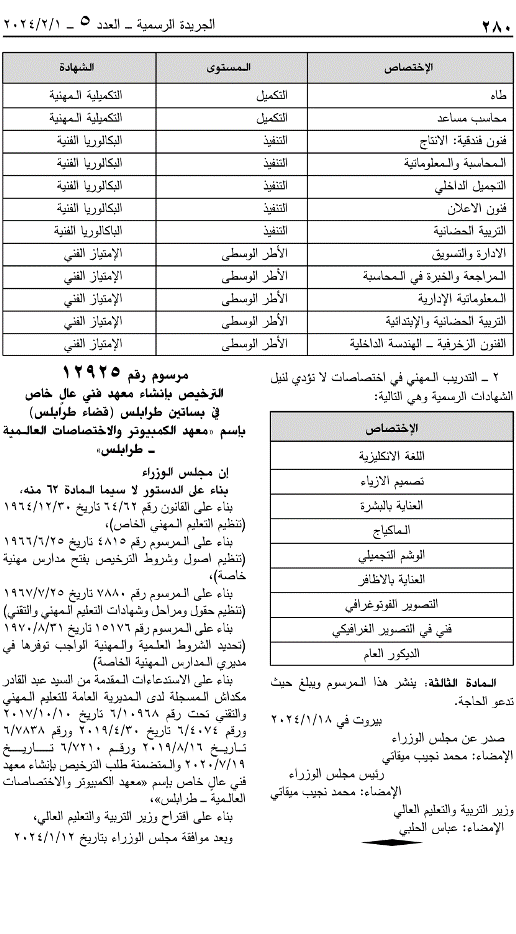 ٢٨٠
الجريدة الرسمية – العدد ٥ – ٢٠٢٤/٢/١
الإختصاص المستوى الشهادة
طاه التكميل التكميلية المهنية
محاسب مساعد التكميل التكميلية المهنية
فنون فندقية: الانتاج التنفيذ البكالوريا الفنية
المحاسبة والمعلوماتية التنفيذ البكالوريا الفنية
التجميل الداخلي التنفيذ البكالوريا الفنية
فنون الاعلان التنفيذ البكالوريا الفنية
التربية الحضانية التنفيذ الباكالوريا الفنية
الادارة والتسويق الأطر الوسطى الإمتياز الفني
المراجعة والخبرة في المحاسبة الأطر الوسطى الإمتياز الفني
المعلوماتية الإدارية الأطر الوسطى الإمتياز الفني
التربية الحضانية والإبتدائية الأطر الوسطى الإمتياز الفني
الفنون الزخرفية – الهندسة الداخلية الأطر الوسطى الإمتياز الفني
٢ – التدريب المهني في اختصاصات لا تؤدي لنيل
الشهادات الرسمية وهي التالية:
الإختصاص
اللغة الانكليزية
تصميم الازياء
العناية بالبشرة
الماكياج
الوشم التجميلي
العناية بالاظافر
التصوير الفوتوغرافي
فني في التصوير الغرافيكي
الديكور العام
المادة الثالثة: ينشر هذا المرسوم ويبلغ حيث
تدعو الحاجة.
بيروت في ٢٠٢٤/١/١٨
صدر عن مجلس الوزراء
الإمضاء: محمد نجيب ميقاتي
رئيس مجلس الوزراء
الإمضاء: محمد نجيب ميقاتي
وزير التربية والتعليم العالي
الإمضاء: عباس الحلبي
مرسوم رقم ١٢٩٢٥
الترخيص بإنشاء معهد فني عالٍ خاص
في بساتين طرابلس (قضاء طرابلس)
بإسم «معهد الكمبيوتر والاختصاصات العالمية
– طرابلس»
إن مجلس الوزراء
بناء على الدستور لا سيما المادة ٦٢ منه،
بناء على القانون رقم ٦٤/٦٢ تاريخ ١٩٦٤/١٢/٣٠
(تنظيم التعليم المهني الخاص)،
بناء على المرسوم رقم ٤٨١٥ تاريخ ١٩٦٦/٦/٢٥
(تنظيم اصول وشروط الترخيص بفتح مدارس مهنية
خاصة)،
بناء على المرسوم رقم ٧٨٨٠ تاريخ ١٩٦٧/٧/٢٥
(تنظيم حقول ومراحل وشهادات التعليم المهني والتقني)
بناء على المرسوم رقم ١٥١٧٦ تاريخ ١٩٧٠/٨/٣١
(تحديد الشروط العلمية والمهنية الواجب توفرها في
مديري المدارس المهنية الخاصة)
بناء على الاستدعاءات المقدمة من السيد عبد القادر
مكداش المسجلة لدى المديرية العامة للتعليم المهني
والتقني تحت رقم ٦/١٠٩٦٨ تاريخ ٢٠١٧/١٠/١٠
ورقم ٦/٤٠٧٤ تاريخ ٢٠١٩/٤/٣٠ ورقم ٦/٧٨٣٨
تاريخ ٢٠١٩/٨/١٦ ورقم ٦/٧٢١٠ تاريخ
٢٠٢٠/٧/١٩ والمتضمنة طلب الترخيص بإنشاء معهد
فني عالٍ خاص بإسم «معهد الكمبيوتر والاختصاصات
العالمية – طرابلس»،
بناء على اقتراح وزير التربية والتعليم العالي،
وبعد موافقة مجلس الوزراء بتاريخ ٢٠٢٤/١/١٢